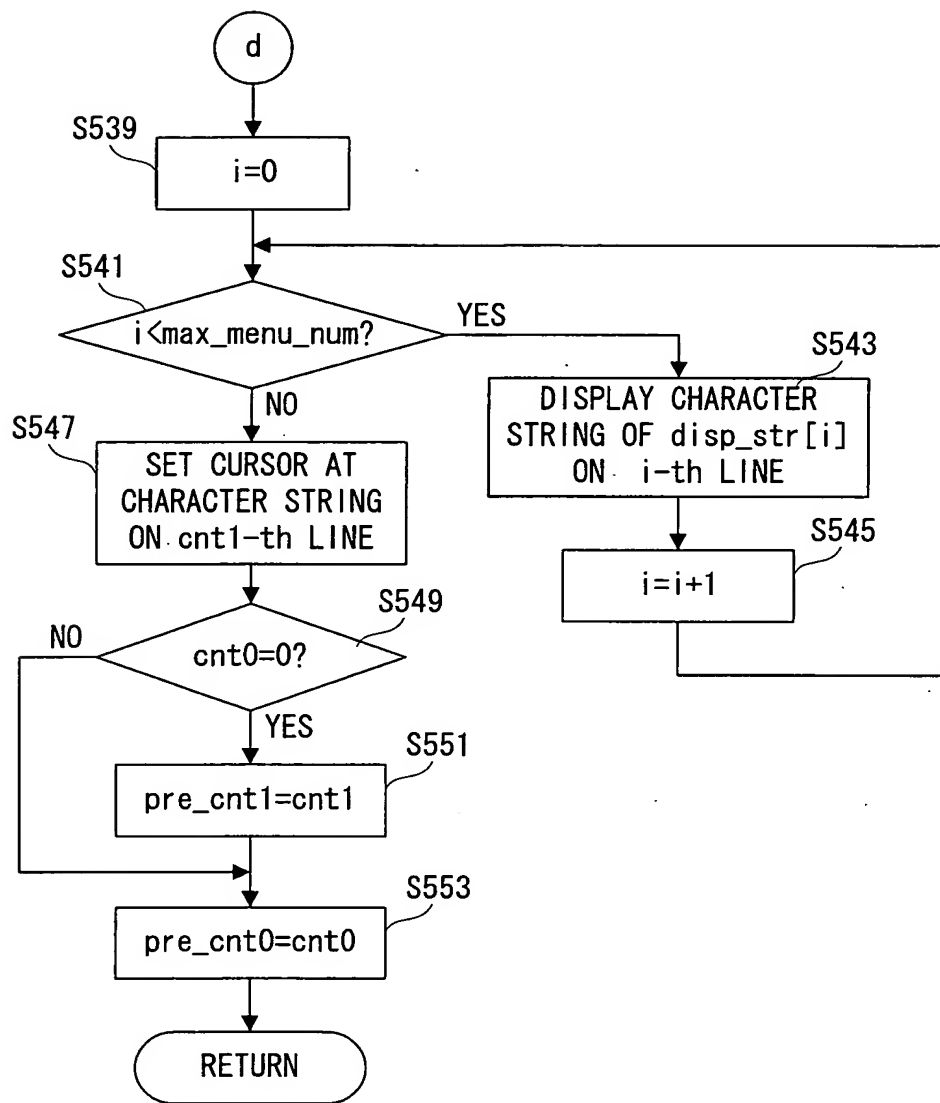 d
S539
i=0
S541
i<max_menu_num?
YES
NO
S543
DISPLAY CHARACTER
STRING OF disp_str[i]
ON i-th LINE
S545
i=i+1
S547
SET CURSOR AT
CHARACTER STRING
ON cnt1-th LINE
S549
cnt0=0?
NO
YES
S551
pre_cnt1=cnt1
S553
pre_cnt0=cnt0
RETURN